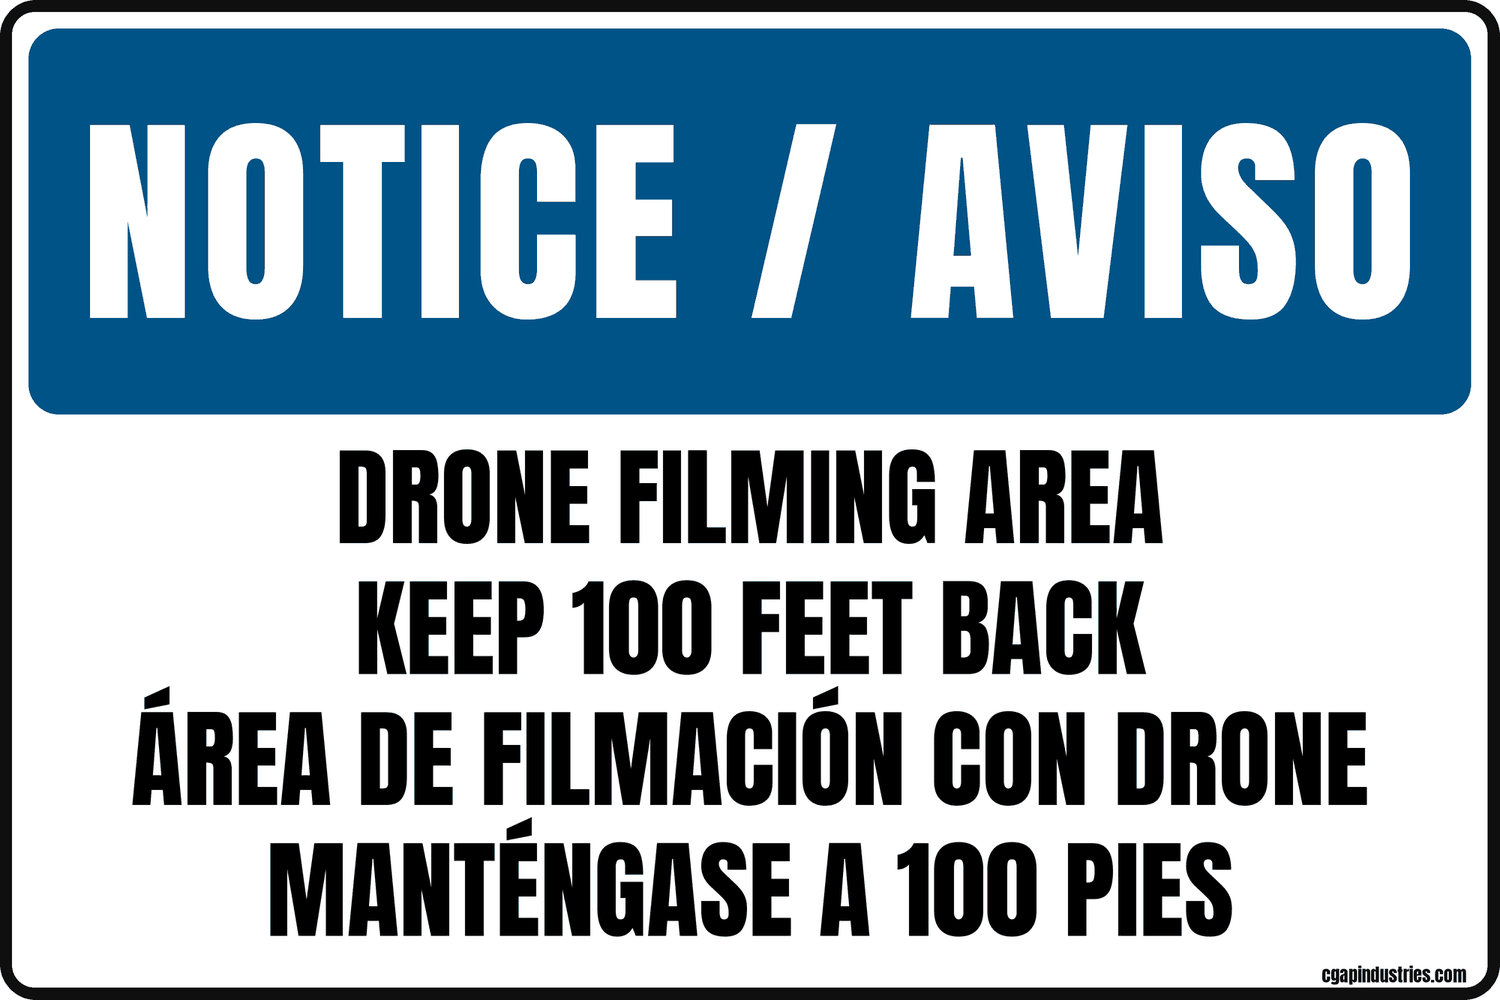 NOTICE / AVISO
DRONE FILMING AREA
KEEP 100 FEET BACK
ÁREA DE FILMACIÓN CON DRONE
MANTÉNGASE A 100 PIES
cgapindustries.com